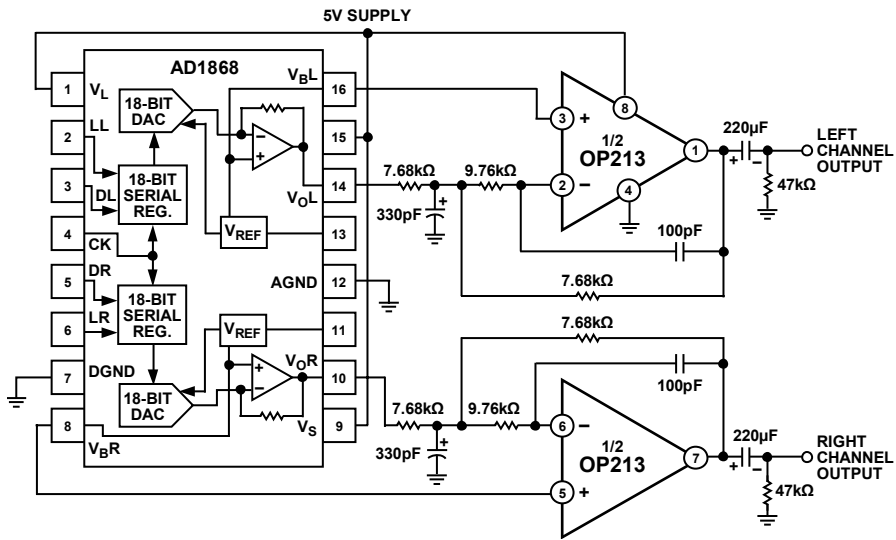 5V SUPPLY
AD1868
1
VL
18-BIT
DAC
VBL
16
2
LL
15
3
DL
18-BIT
SERIAL
REG.
VOL
14
4
CK
VREF
13
5
DR
AGND
12
6
LR
18-BIT
SERIAL
REG.
VREF
11
7
DGND
VOR
10
8
VBR
18-BIT
DAC
VS
9
+
−
−
+
7.68kΩ
9.76kΩ
330pF
+
3
+
2
−
8
4
1
1/2
OP213
220µF
+
−
47kΩ
LEFT
CHANNEL
OUTPUT
100pF
7.68kΩ
7.68kΩ
100pF
7.68kΩ
9.76kΩ
330pF
+
6
−
5
+
7
1/2
OP213
220µF
+
−
47kΩ
RIGHT
CHANNEL
OUTPUT